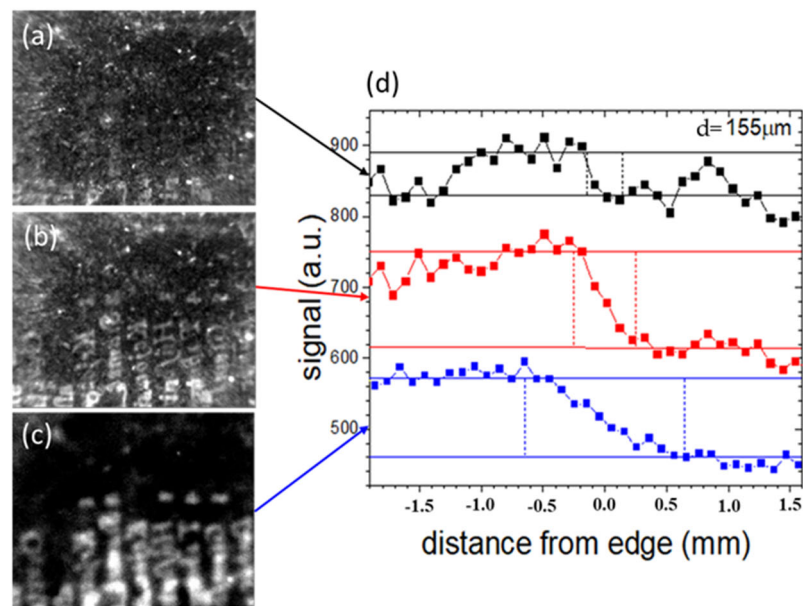 (a)
(b)
(c)
(d)
d= 155μm
signal (a.u.)
900
800
700
600
500
-1.5 -1.0 -0.5 0.0 0.5 1.0 1.5
distance from edge (mm)